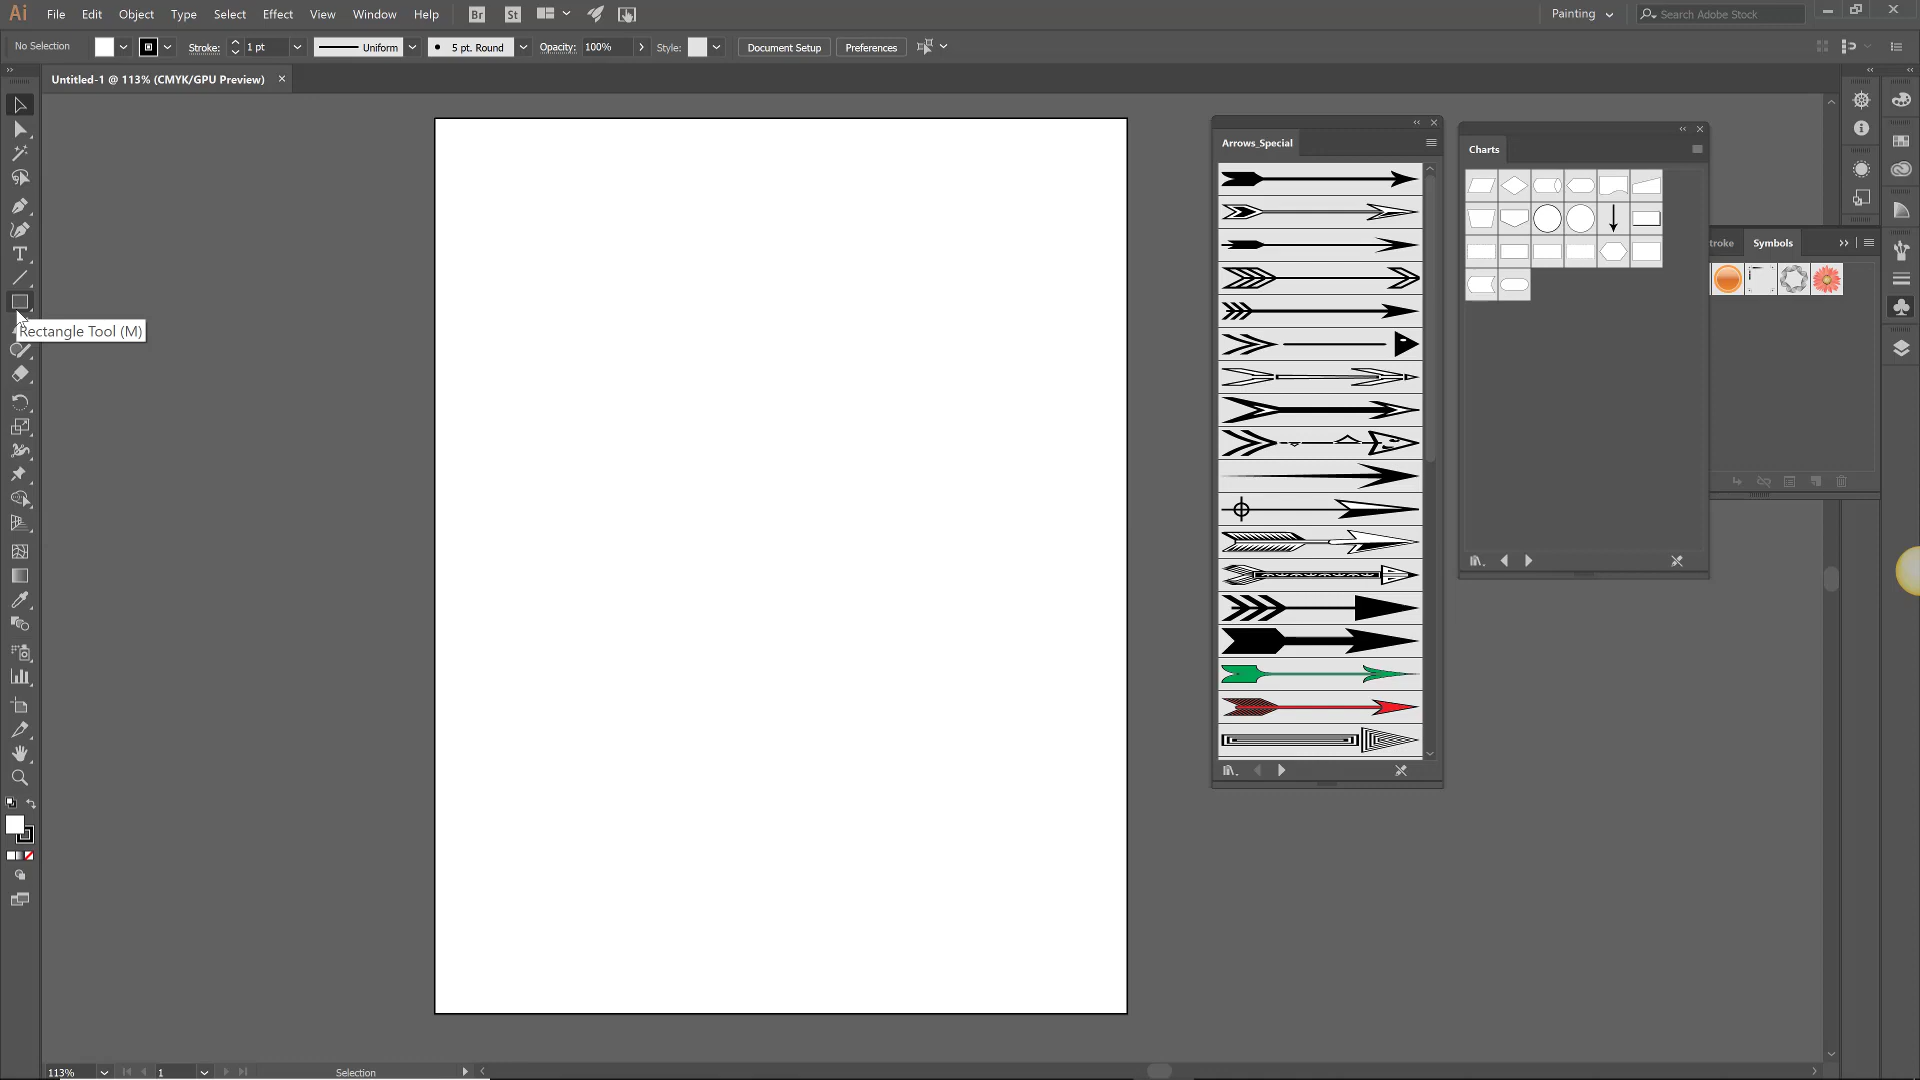 Ai File Edit Object Type Select Effect View Window Help Br St Painting Search Adobe Stock
No Selection Stroke: 1 pt Uniform 5 pt. Round Opacity: 100% Style: Document Setup Preferences
Untitled-1 @ 113% (CMYK/GPU Preview)
Arrows_Special
Charts
troke Symbols
Rectangle Tool (M)
113% 1 Selection